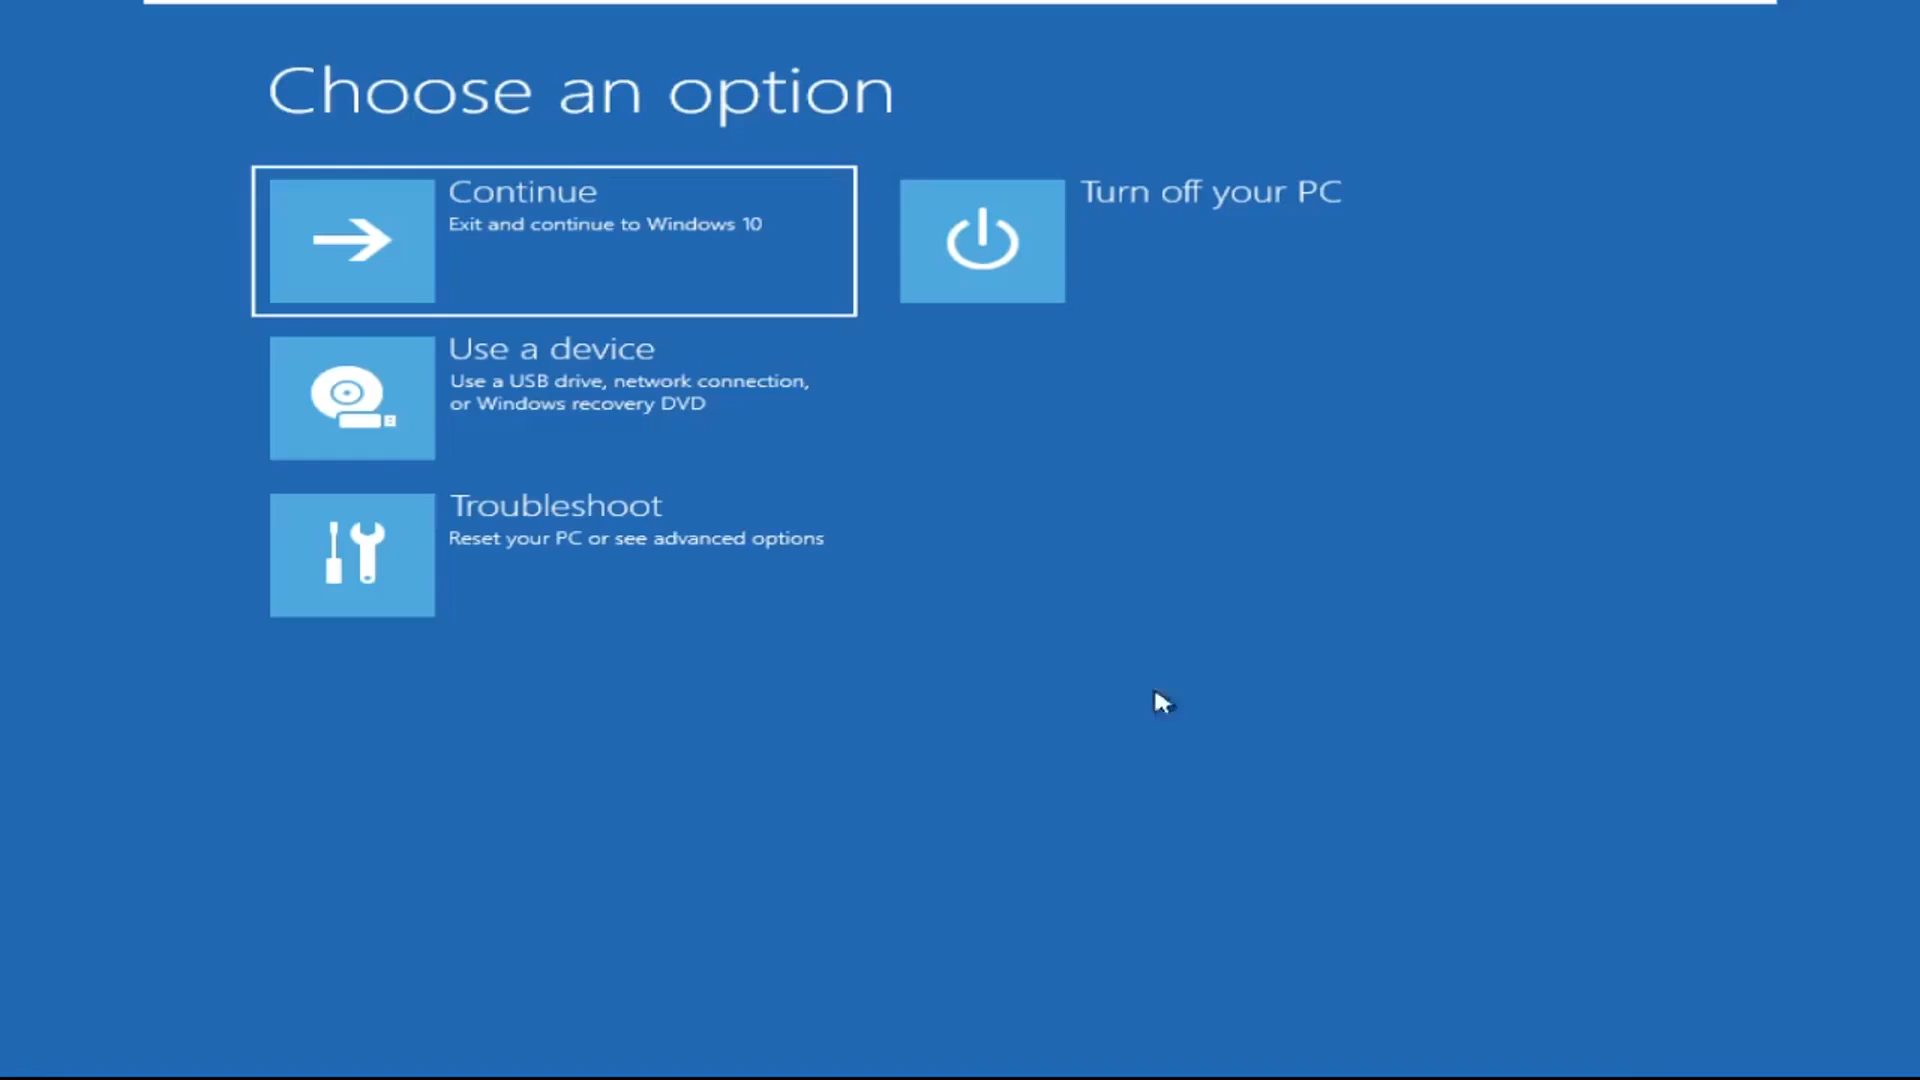 Choose an option
Continue
Exit and continue to Windows 10
Turn off your PC
Use a device
Use a USB drive, network connection,
or Windows recovery DVD
Troubleshoot
Reset your PC or see advanced options